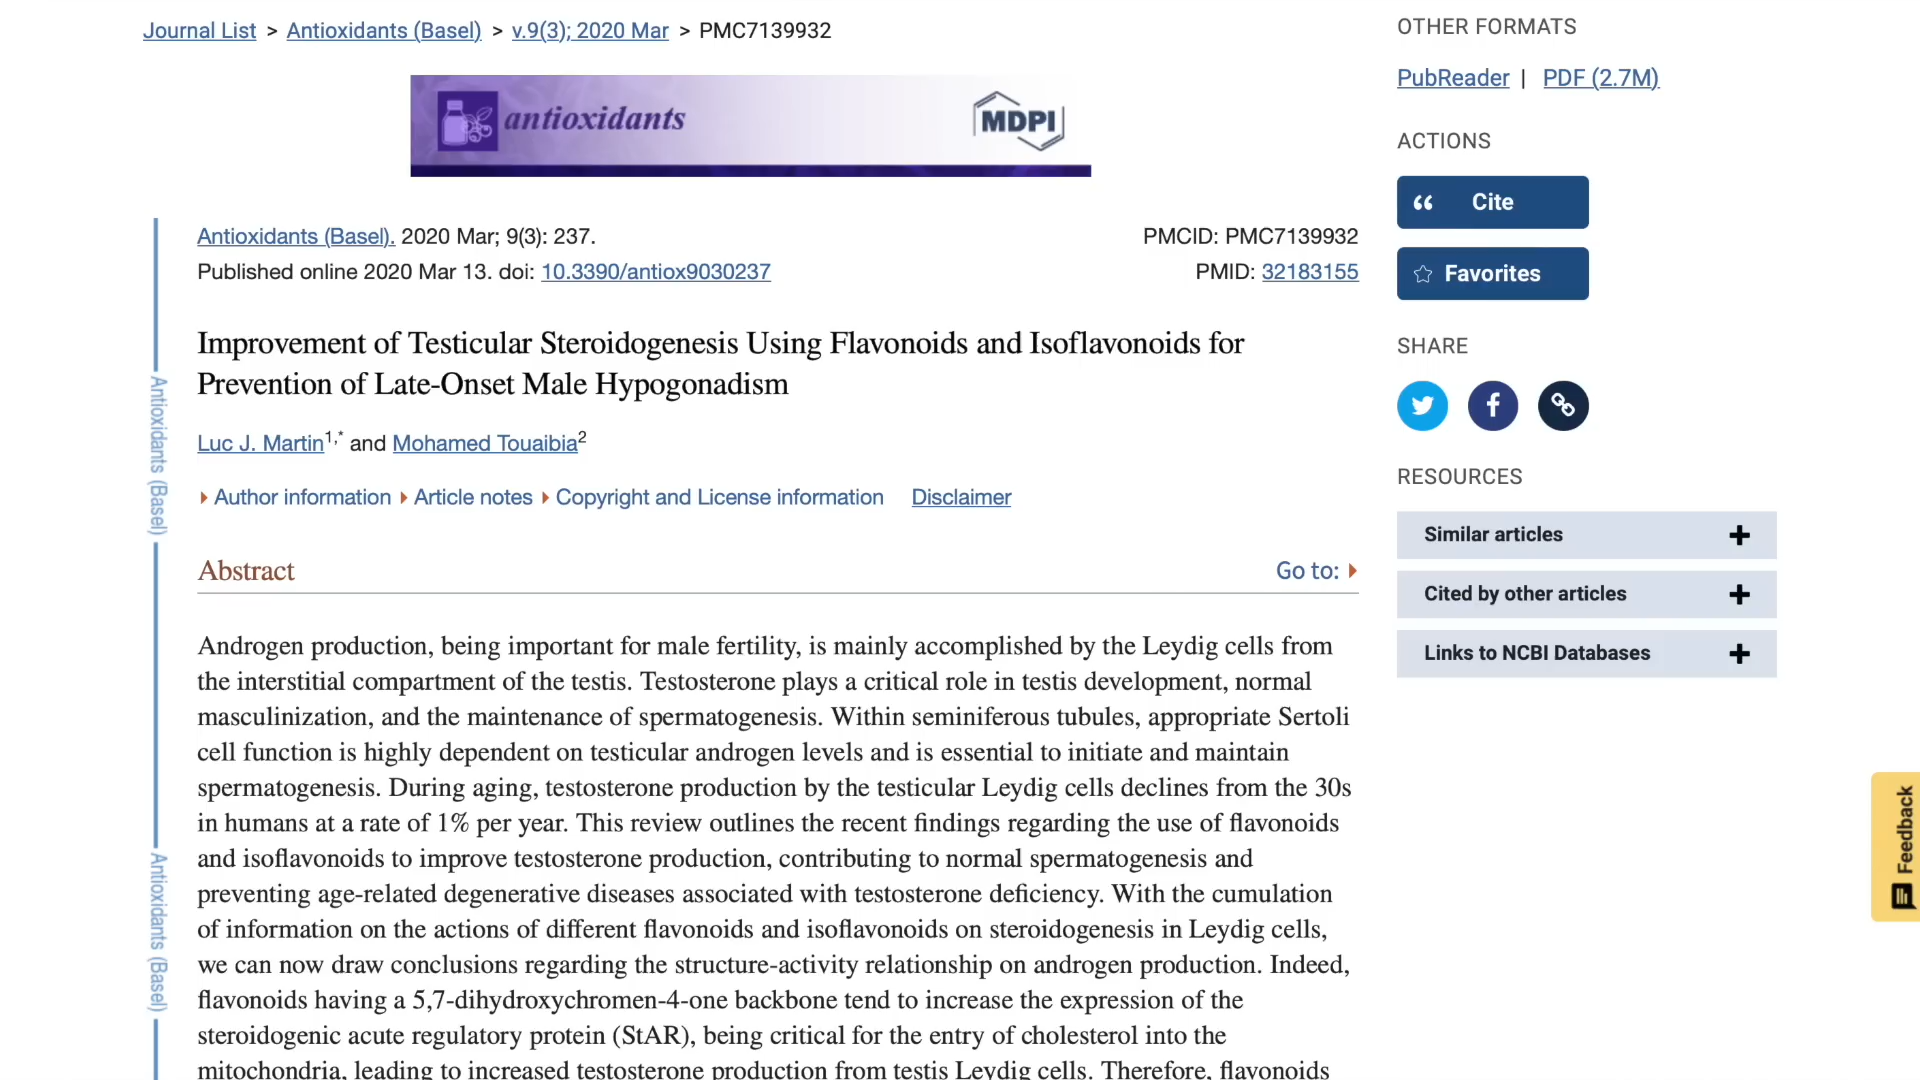 Journal List > Antioxidants (Basel) > v.9(3); 2020 Mar > PMC7139932
antioxidants
MDPI
Antioxidants (Basel). 2020 Mar; 9(3): 237.
PMCID: PMC7139932
Published online 2020 Mar 13. doi: 10.3390/antiox9030237
PMID: 32183155
Improvement of Testicular Steroidogenesis Using Flavonoids and Isoflavonoids for
Prevention of Late-Onset Male Hypogonadism
Luc J. Martin1,* and Mohamed Touaibia2
Author information Article notes Copyright and License information Disclaimer
Abstract
Go to:
Androgen production, being important for male fertility, is mainly accomplished by the Leydig cells from
the interstitial compartment of the testis. Testosterone plays a critical role in testis development, normal
masculinization, and the maintenance of spermatogenesis. Within seminiferous tubules, appropriate Sertoli
cell function is highly dependent on testicular androgen levels and is essential to initiate and maintain
spermatogenesis. During aging, testosterone production by the testicular Leydig cells declines from the 30s
in humans at a rate of 1% per year. This review outlines the recent findings regarding the use of flavonoids
and isoflavonoids to improve testosterone production, contributing to normal spermatogenesis and
preventing age-related degenerative diseases associated with testosterone deficiency. With the cumulation
of information on the actions of different flavonoids and isoflavonoids on steroidogenesis in Leydig cells,
we can now draw conclusions regarding the structure-activity relationship on androgen production. Indeed,
flavonoids having a 5,7-dihydroxychromen-4-one backbone tend to increase the expression of the
steroidogenic acute regulatory protein (StAR), being critical for the entry of cholesterol into the
mitochondria, leading to increased testosterone production from testis Leydig cells. Therefore, flavonoids
Antioxidants (Basel)
Antioxidants (Basel)
OTHER FORMATS
PubReader | PDF (2.7M)
ACTIONS
Cite
Favorites
SHARE
RESOURCES
Similar articles
Cited by other articles
Links to NCBI Databases
Feedback